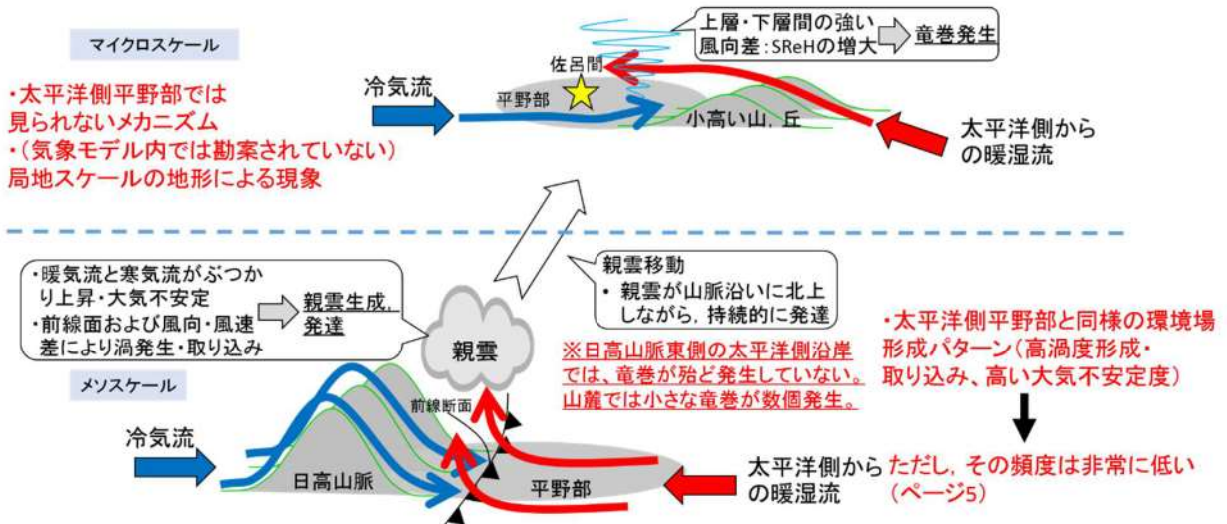 マイクロスケール
・太平洋側平野部では
見られないメカニズム
・(気象モデル内では勘案されていない)
局地スケールの地形による現象
冷気流
佐呂間
平野部
小高い山, 丘
上層・下層間の強い
風向差:SReHの増大
竜巻発生
太平洋側から
の暖湿流
・暖気流と寒気流がぶつか
り上昇・大気不安定
・前線面および風向・風速
差により渦発生・取り込み
親雲生成,
発達
親雲移動
• 親雲が山脈沿いに北上
しながら,持続的に発達
親雲
メソスケール
冷気流
日高山脈
前線断面
平野部
※日高山脈東側の太平洋側沿岸
では、竜巻が殆ど発生していない。
山麓では小さな竜巻が数個発生。
太平洋側から
の暖湿流
・太平洋側平野部と同様の環境場
形成パターン(高渦度形成・
取り込み、高い大気不安定度)
ただし, その頻度は非常に低い
(ページ5)